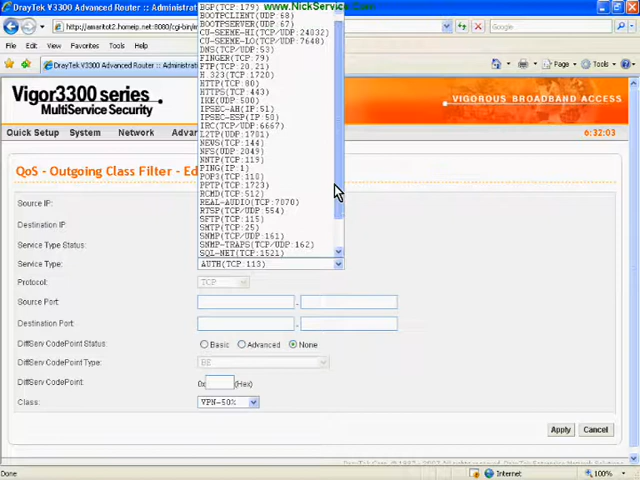 BGP(TCP:179)
www.NickService.Com
BOOTPCLIENT(UDP:68)
BOOTPSERVER(UDP:67)
CU-SEEME-HI(TCP/UDP:24032)
CU-SEEME-LO(TCP/UDP:7648)
DNS(TCP/UDP:53)
FINGER(TCP:79)
FTP(TCP:20,21)
H.323(TCP:1720)
HTTP(TCP:80)
HTTPS(TCP:443)
IKE(UDP:500)
IPSEC-AH(IP:51)
IPSEC-ESP(IP:50)
IRC(TCP/UDP:6667)
L2TP(UDP:1701)
NEWS(TCP:144)
NFS(UDP:2049)
NNTP(TCP:119)
PING(IP:1)
POP3(TCP:110)
PPTP(TCP:1723)
RCMD(TCP:512)
REAL-AUDIO(TCP:7070)
RTSP(TCP/UDP:554)
SFTP(TCP:115)
SMTP(TCP:25)
SNMP(TCP/UDP:161)
SNMP-TRAPS(TCP/UDP:162)
SQL-NET(TCP:1521)
DrayTek V3300 Advanced Router ::
http://amaritot2.homeip.net:8080/cgi-bin
File Edit View Favorites Tools Help
DrayTek V3300 Advanced Router :: Administrati
Page Tools
Vigor3300 series
MultiService Security
VIGOROUS BROADBAND ACCESS
Quick Setup System Network Advan
6:32:03
QoS - Outgoing Class Filter - Ed
Source IP:
Destination IP:
Service Type Status:
Service Type: AUTH(TCP:113)
Protocol: TCP
Source Port: -
Destination Port: -
DiffServ CodePoint Status: Basic Advanced None
DiffServ CodePoint Type: BE
DiffServ CodePoint: 0x (Hex)
Class: VPN-50%
Apply Cancel
Done Internet 100%